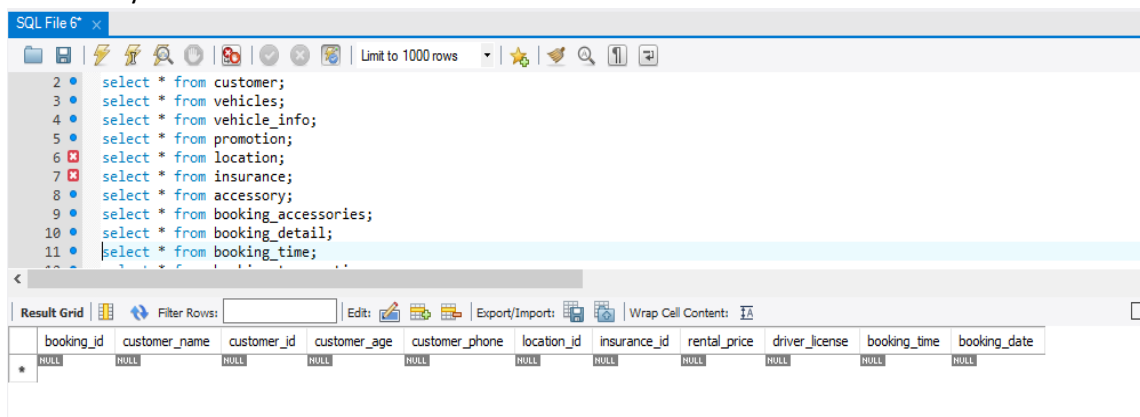 SQL File 6*
Limit to 1000 rows
2 select * from customer;
3 select * from vehicles;
4 select * from vehicle_info;
5 select * from promotion;
6 select * from location;
7 select * from insurance;
8 select * from accessory;
9 select * from booking_accessories;
10 select * from booking_detail;
11 select * from booking_time;
Result Grid Filter Rows: Edit: Export/Import: Wrap Cell Content:
booking_id customer_name customer_id customer_age customer_phone location_id insurance_id rental_price driver_license booking_time booking_date
* NULL NULL NULL NULL NULL NULL NULL NULL NULL NULL NULL